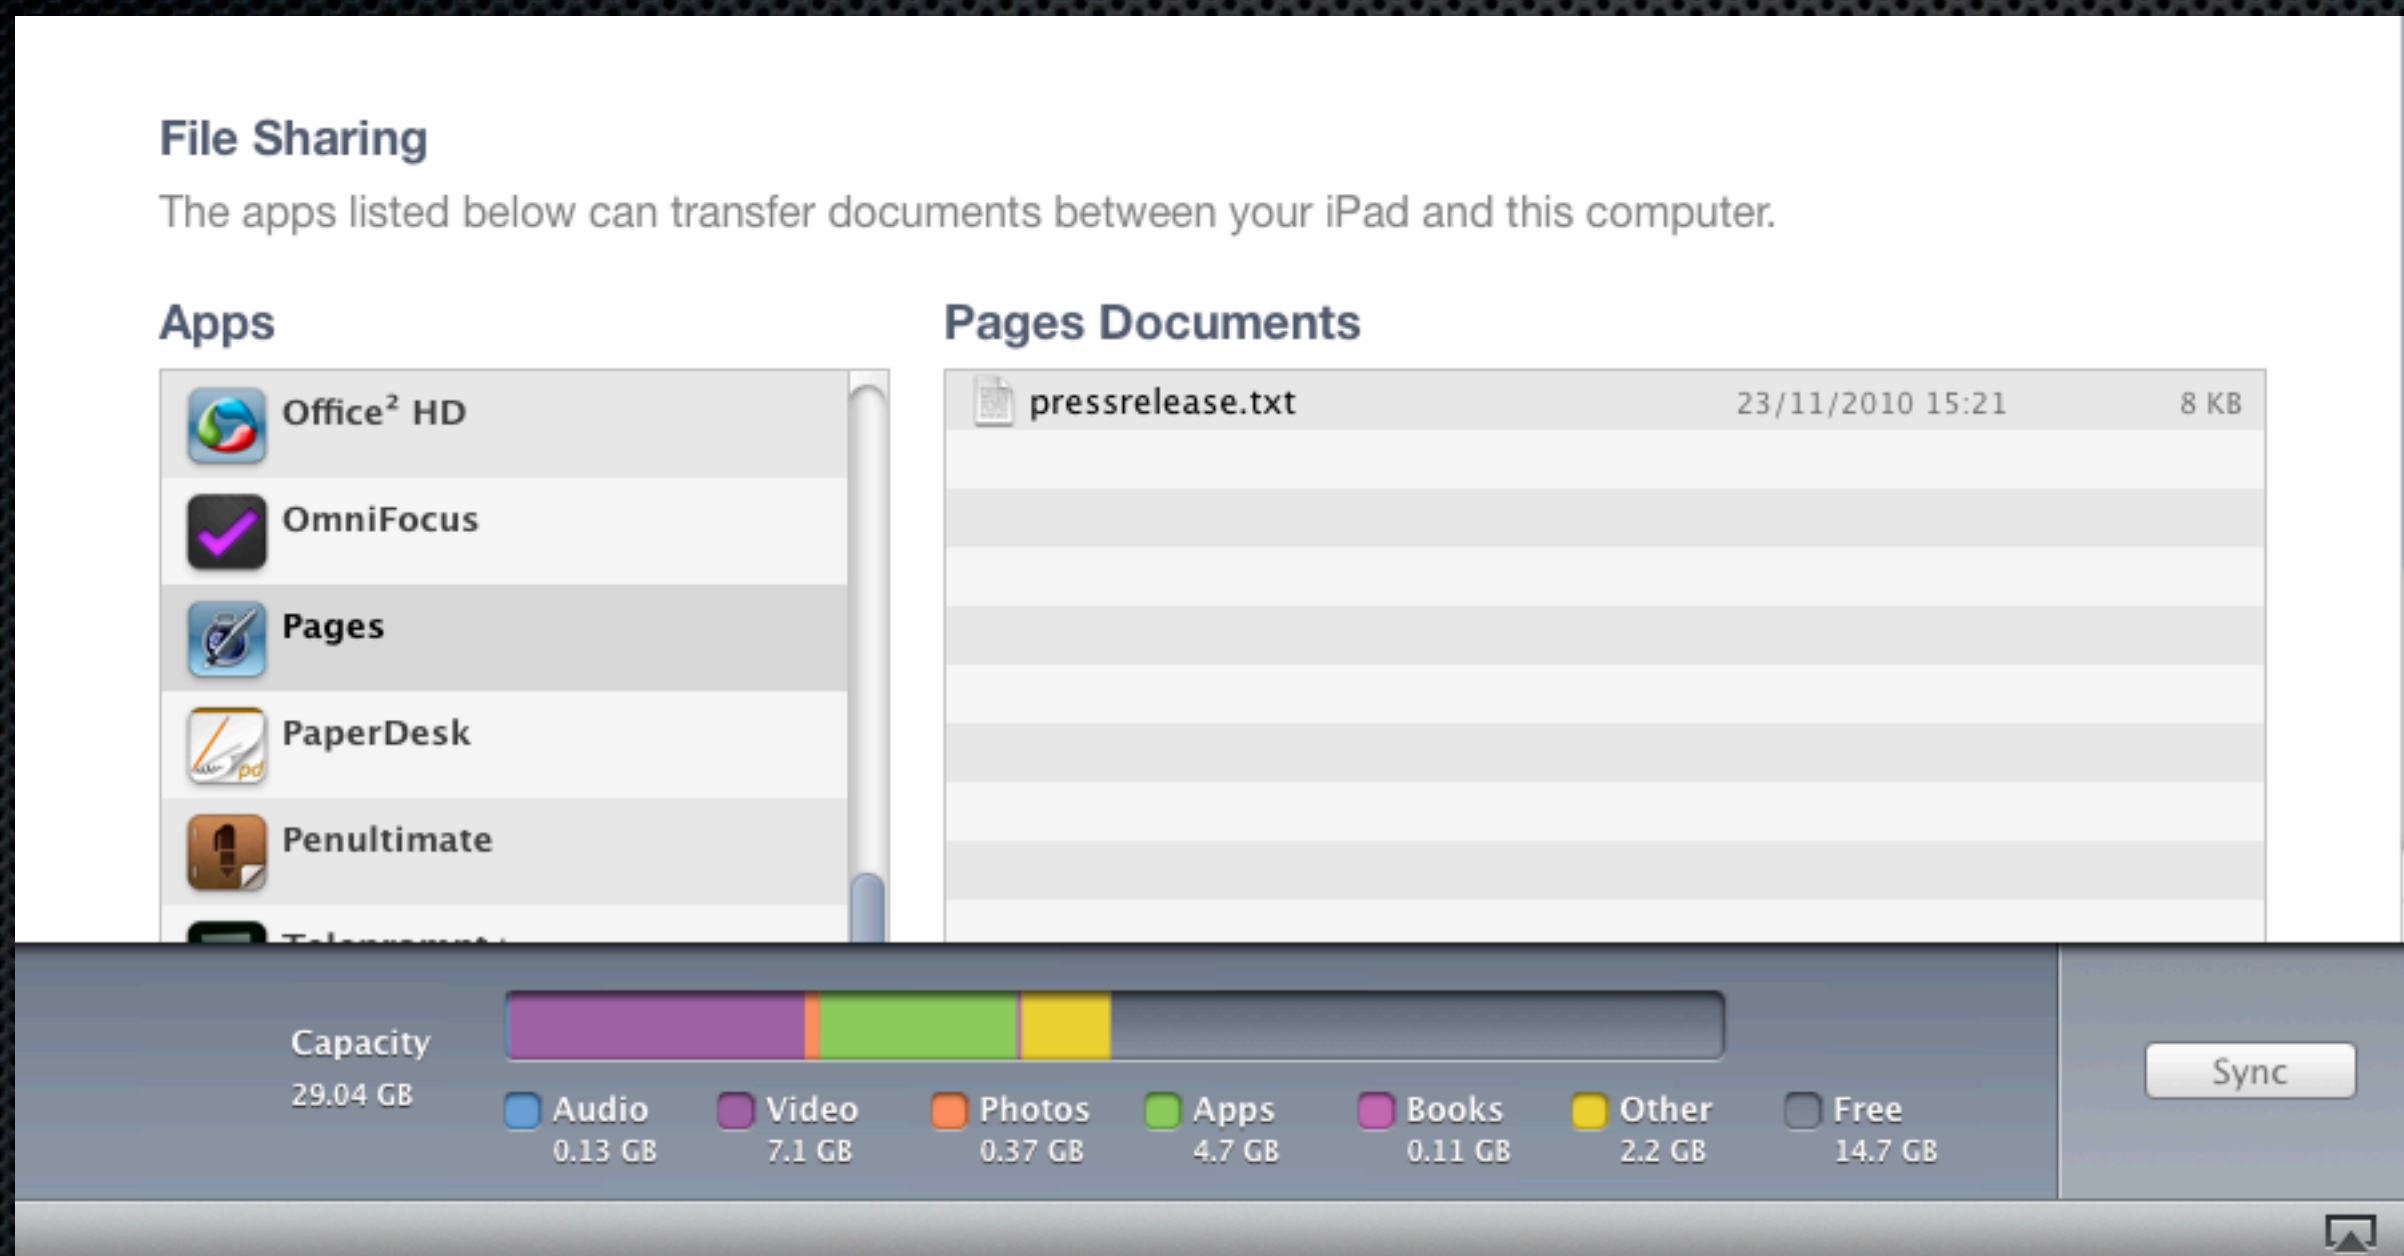 File Sharing
The apps listed below can transfer documents between your iPad and this computer.
Apps
Pages Documents
Office² HD
OmniFocus
Pages
PaperDesk
pd
Penultimate
pressrelease.txt 23/11/2010 15:21 8 KB
Capacity
29.04 GB
Audio Video Photos Apps Books Other Free
0.13 GB 7.1 GB 0.37 GB 4.7 GB 0.11 GB 2.2 GB 14.7 GB
Sync